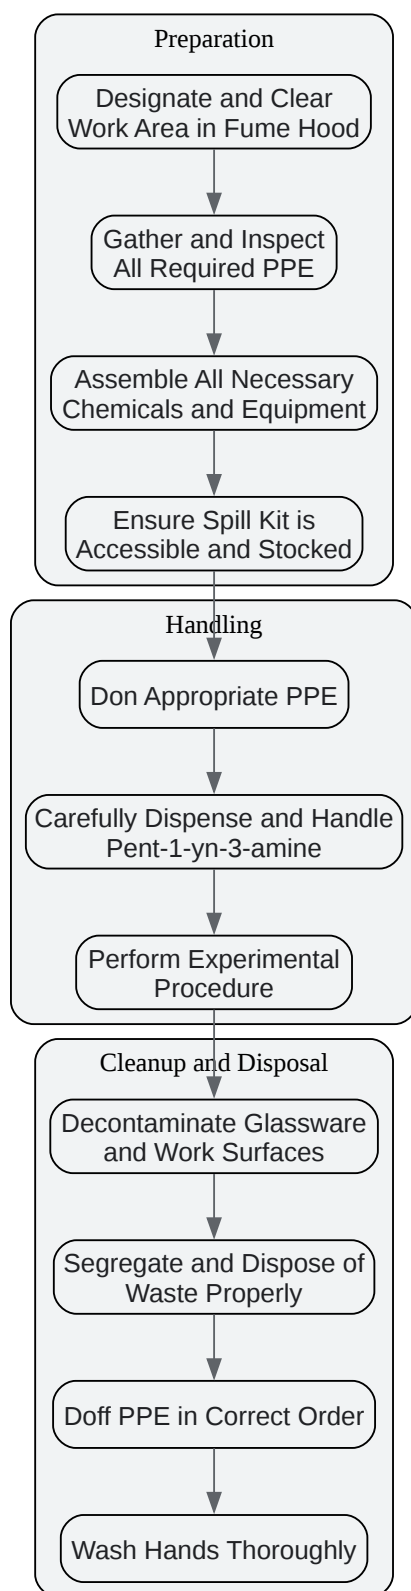 Preparation
Designate and Clear
Work Area in Fume Hood
Gather and Inspect
All Required PPE
Assemble All Necessary
Chemicals and Equipment
Ensure Spill Kit is
Accessible and Stocked
Handling
Don Appropriate PPE
Carefully Dispense and Handle
Pent-1-yn-3-amine
Perform Experimental
Procedure
Cleanup and Disposal
Decontaminate Glassware
and Work Surfaces
Segregate and Dispose of
Waste Properly
Doff PPE in Correct Order
Wash Hands Thoroughly